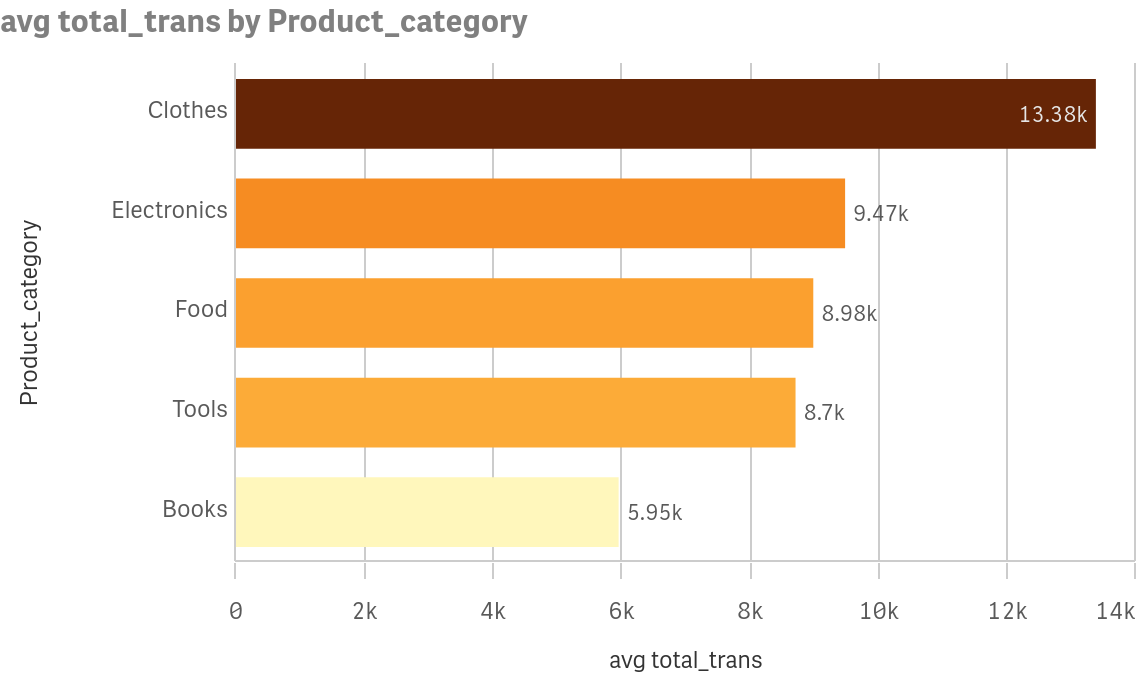 avg total_trans by Product_category
Product_category
Clothes
13.38k
Electronics
9.47k
Food
8.98k
Tools
8.7k
Books
5.95k
0 2k 4k 6k 8k 10k 12k 14k
avg total_trans